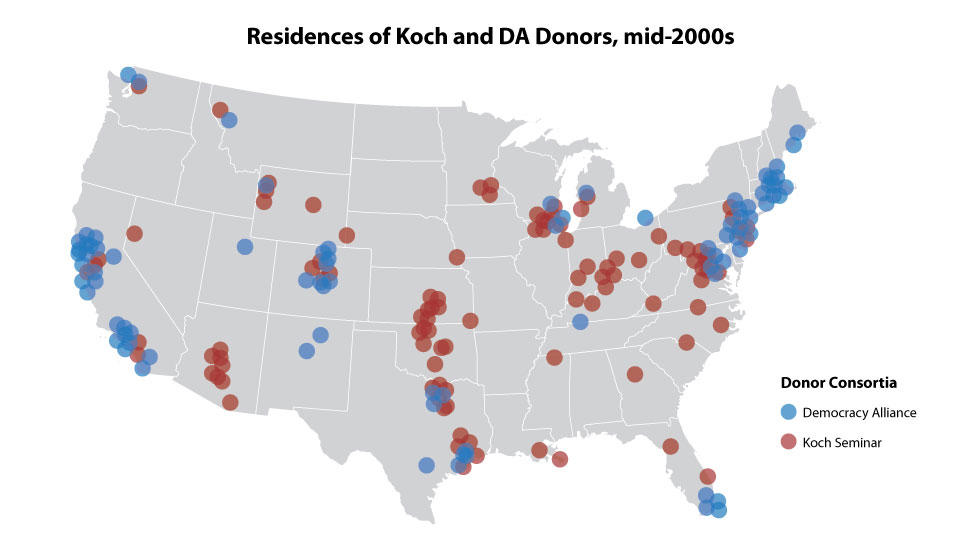 Residences of Koch and DA Donors, mid-2000s
Donor Consortia
Democracy Alliance
Koch Seminar